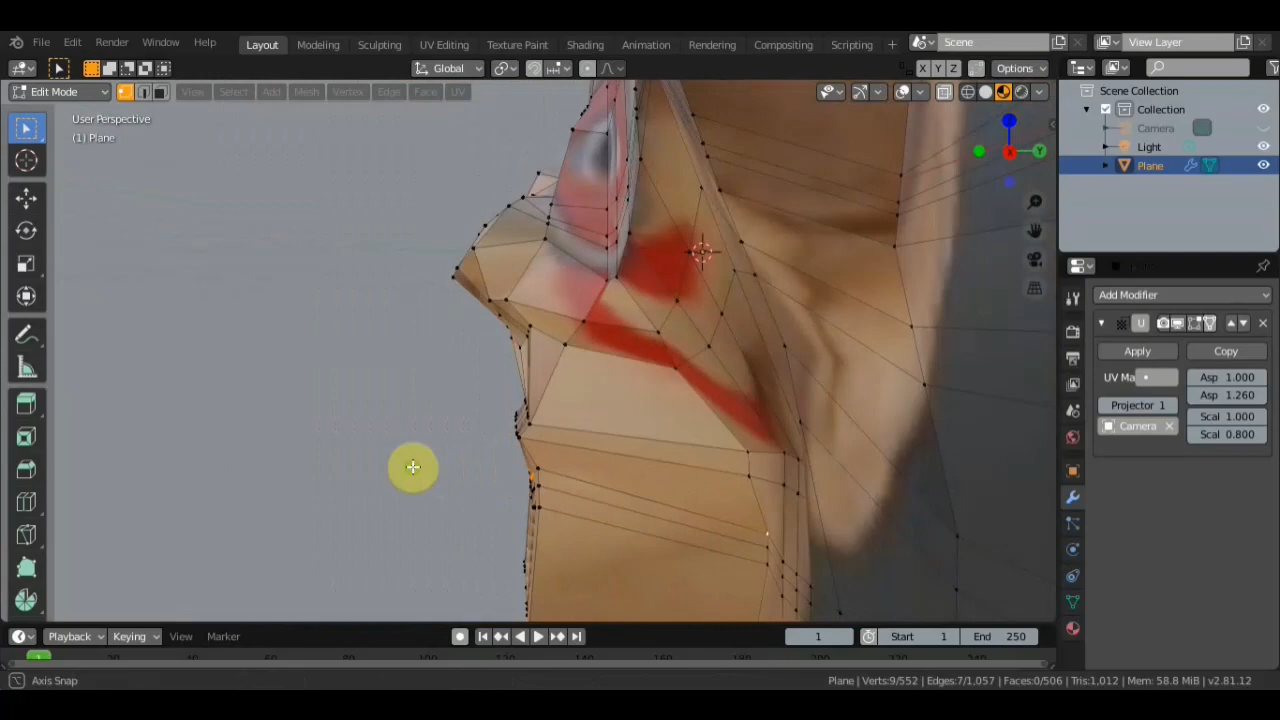 File Edit Render Window Help Layout Modeling Sculpting UV Editing Texture Paint Shading Animation Rendering Compositing Scripting + Scene View Layer
Global X Y Z Options
Edit Mode View Select Add Mesh Vertex Edge Face UV
User Perspective
(1) Plane
Scene Collection
Collection
Camera
Light
Plane
Add Modifier
U
Apply Copy
UV Ma Asp 1.000
Asp 1.260
Projector 1
Scal 1.000
Camera Scal 0.800
X Y
Playback Keying View Marker 1 Start 1 End 250
1
Axis Snap Plane | Verts:9/552 | Edges:7/1,057 | Faces:0/506 | Tris:1,012 | Mem: 58.8 MiB | v2.81.12